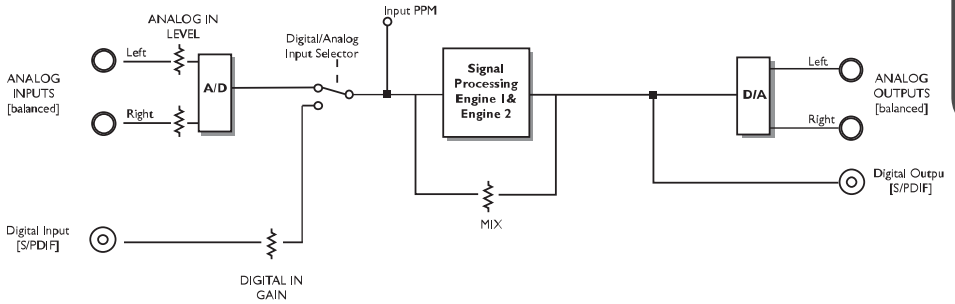 Input PPM
ANALOG IN
LEVEL
Digital/Analog
Input Selector
Left
ANALOG
INPUTS
[balanced]
A/D
Right
Signal
Processing
Engine 1&
Engine 2
D/A
Left
ANALOG
OUTPUTS
[balanced]
Right
Digital Outpu
[S/PDIF]
MIX
Digital Input
[S/PDIF]
DIGITAL IN
GAIN